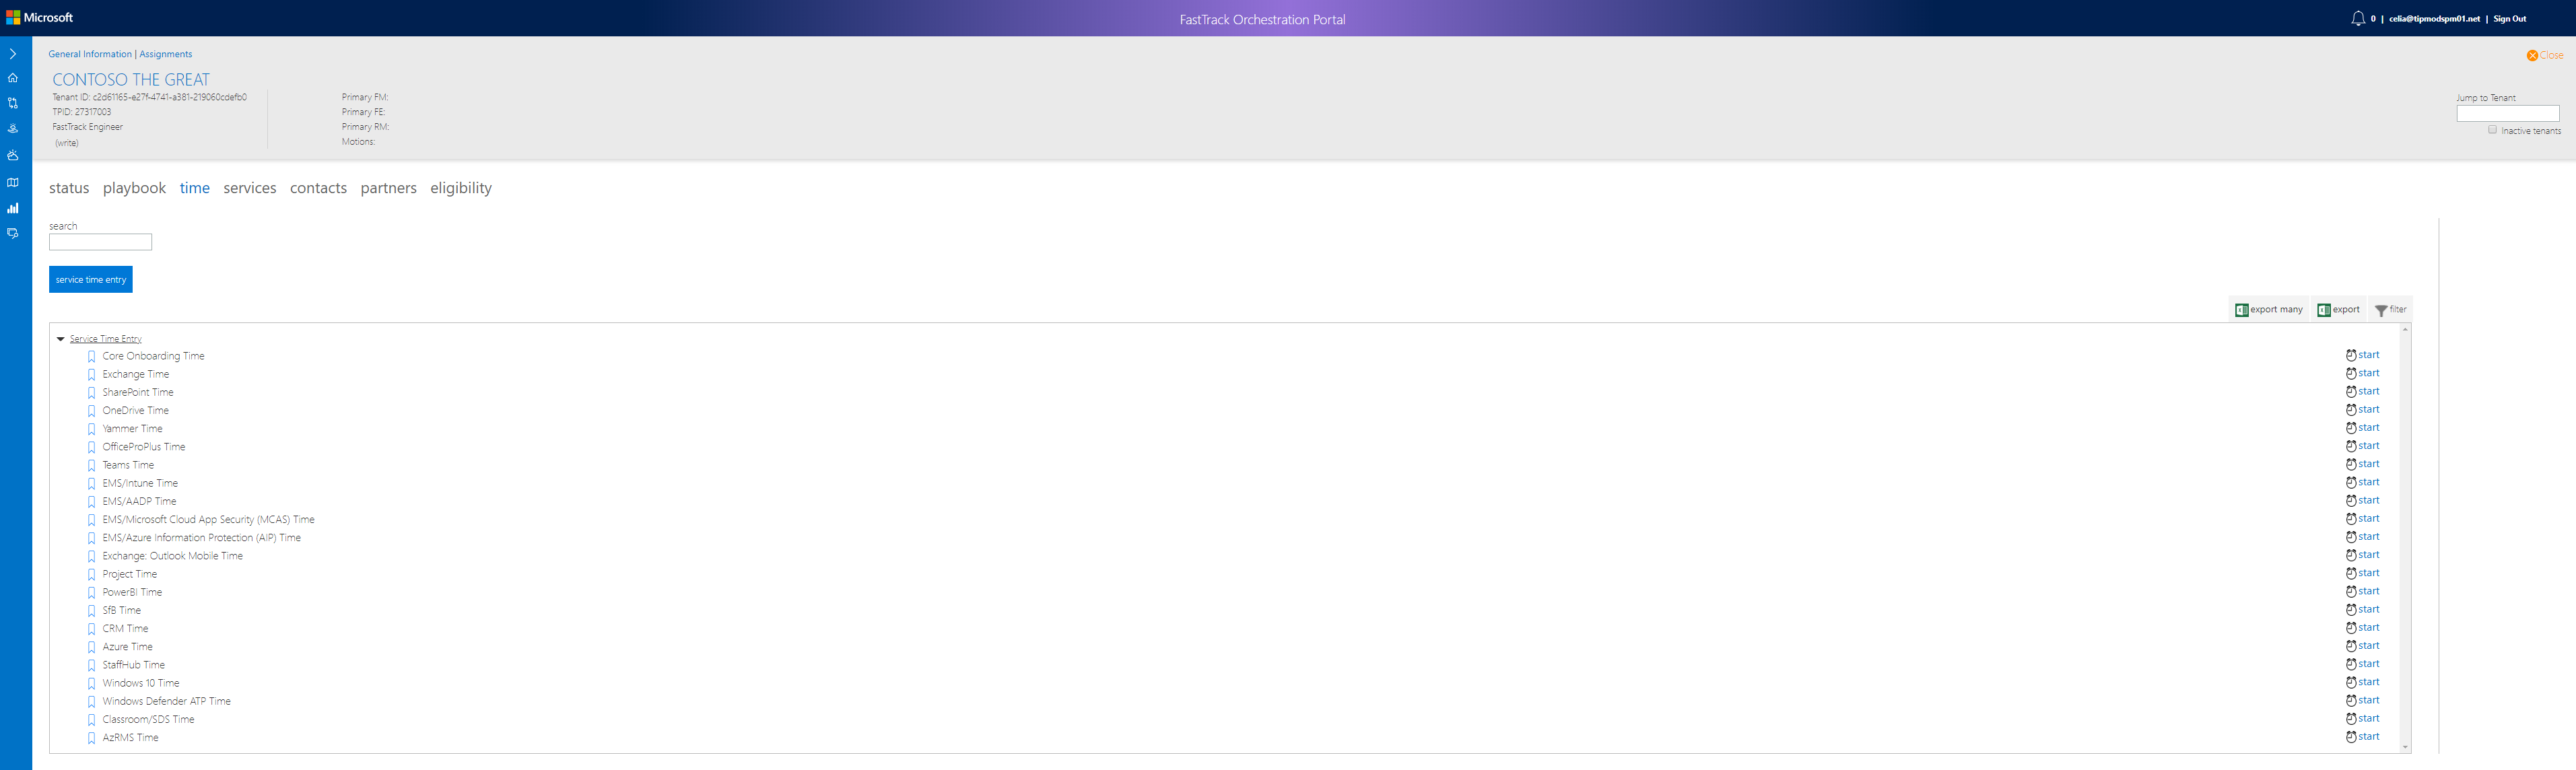 Microsoft
FastTrack Orchestration Portal
0 | celia@tipmodspm01.net | Sign Out
General Information | Assignments
Close
CONTOSO THE GREAT
Tenant ID: c2d61165-e27f-4741-a381-219060cdefb0
TPID: 27317003
FastTrack Engineer
(write)
Primary FM:
Primary FE:
Primary RM:
Motions:
Jump to Tenant
Inactive tenants
status playbook time services contacts partners eligibility
search
service time entry
export many export filter
Service Time Entry
Core Onboarding Time start
Exchange Time start
SharePoint Time start
OneDrive Time start
Yammer Time start
OfficeProPlus Time start
Teams Time start
EMS/Intune Time start
EMS/AADP Time start
EMS/Microsoft Cloud App Security (MCAS) Time start
EMS/Azure Information Protection (AIP) Time start
Exchange: Outlook Mobile Time start
Project Time start
PowerBI Time start
SfB Time start
CRM Time start
Azure Time start
StaffHub Time start
Windows 10 Time start
Windows Defender ATP Time start
Classroom/SDS Time start
AzRMS Time start